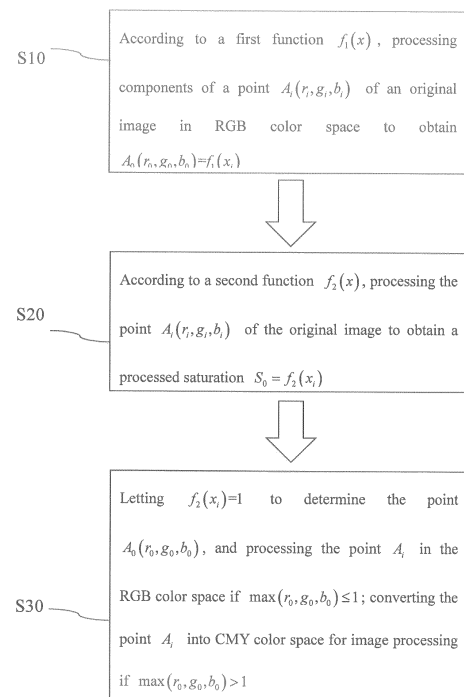 S10
According to a first function f₁(x), processing
components of a point Aᵢ(rᵢ,gᵢ,bᵢ) of an original
image in RGB color space to obtain
A₀(r₀,g₀,b₀)=f₁(xᵢ)
S20
According to a second function f₂(x), processing the
point Aᵢ(rᵢ,gᵢ,bᵢ) of the original image to obtain a
processed saturation S₀ = f₂(xᵢ)
S30
Letting f₂(xᵢ)=1 to determine the point
A₀(r₀,g₀,b₀), and processing the point Aᵢ in the
RGB color space if max(r₀,g₀,b₀)≤1; converting the
point Aᵢ into CMY color space for image processing
if max(r₀,g₀,b₀)>1